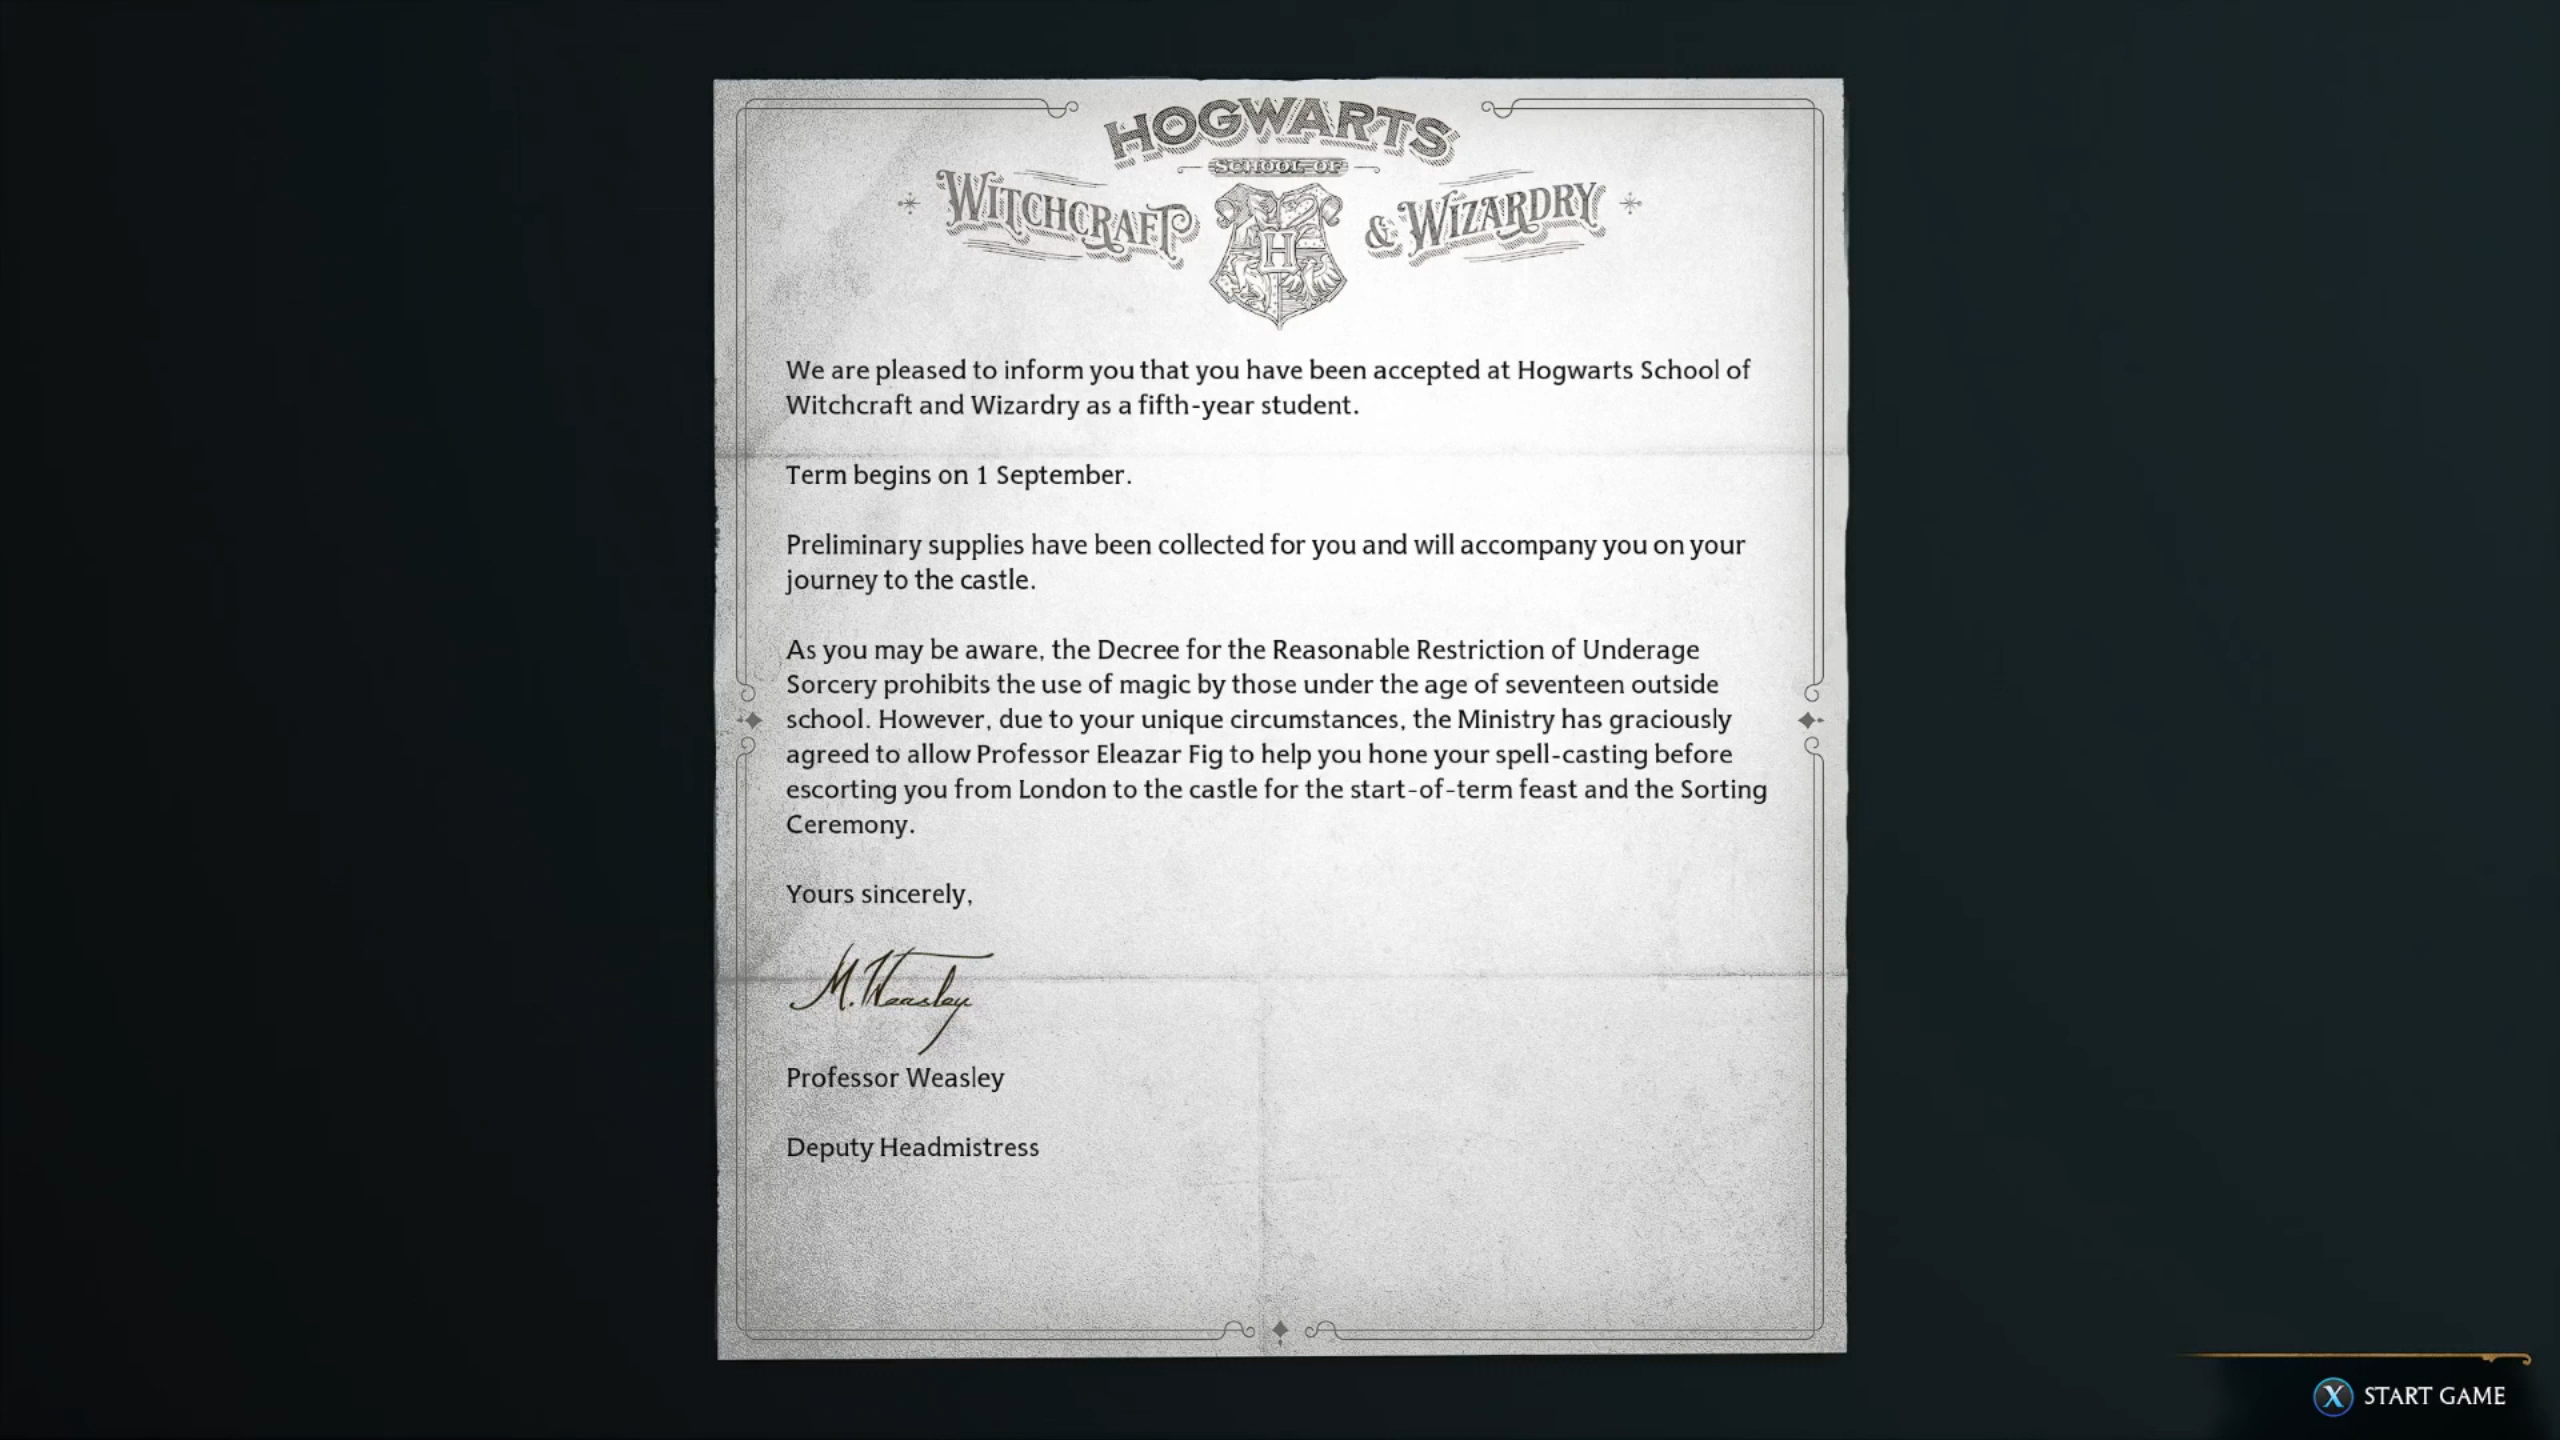 HOGWARTS
SCHOOL OF
WITCHCRAFT & WIZARDRY
H
We are pleased to inform you that you have been accepted at Hogwarts School of
Witchcraft and Wizardry as a fifth-year student.
Term begins on 1 September.
Preliminary supplies have been collected for you and will accompany you on your
journey to the castle.
As you may be aware, the Decree for the Reasonable Restriction of Underage
Sorcery prohibits the use of magic by those under the age of seventeen outside
school. However, due to your unique circumstances, the Ministry has graciously
agreed to allow Professor Eleazar Fig to help you hone your spell-casting before
escorting you from London to the castle for the start-of-term feast and the Sorting
Ceremony.
Yours sincerely,
M. Weasley
Professor Weasley
Deputy Headmistress
X START GAME